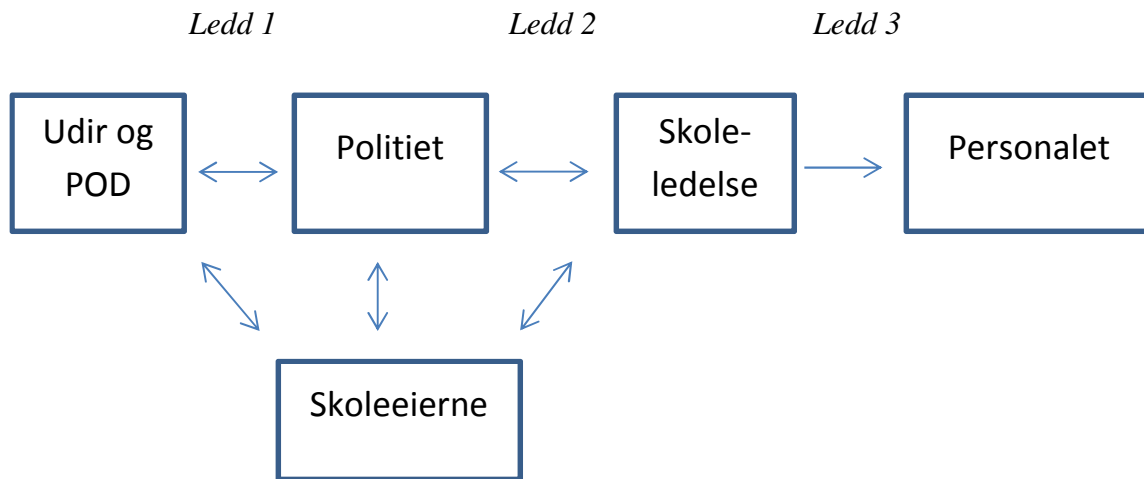 Ledd 1
Ledd 2
Ledd 3
Udir og
POD
Politiet
Skole-
ledelse
Personalet
Skoleeierne